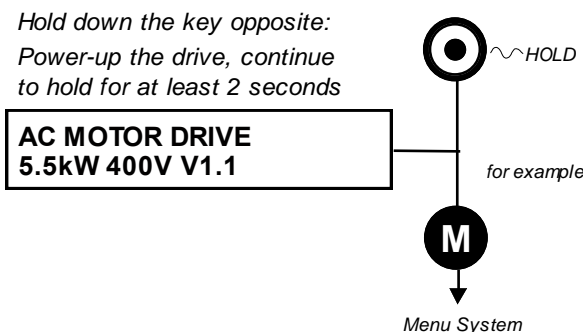 Hold down the key opposite:
Power-up the drive, continue
to hold for at least 2 seconds
HOLD
AC MOTOR DRIVE
5.5kW 400V V1.1
for example
M
Menu System